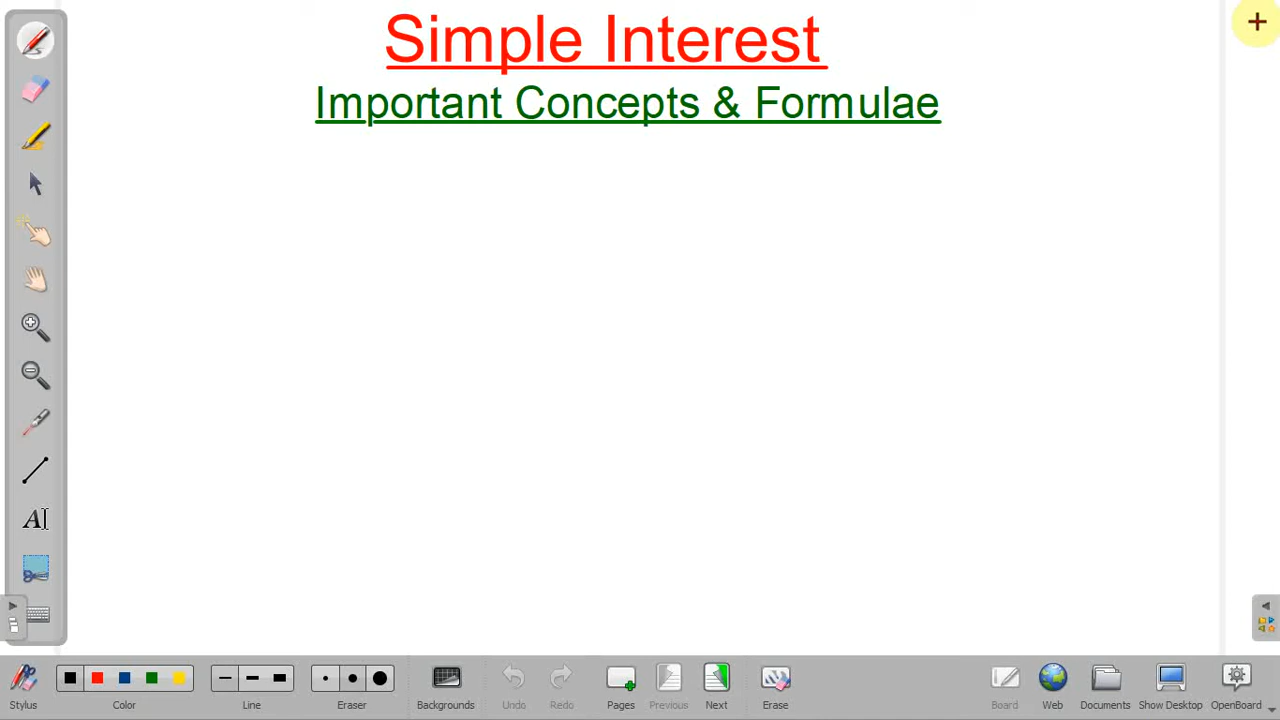 Simple Interest
Important Concepts & Formulae
AI
Stylus
Color
Line
Eraser
Backgrounds
Undo
Redo
Pages
Previous
Next
Erase
Board
Web
Documents
Show Desktop
OpenBoard